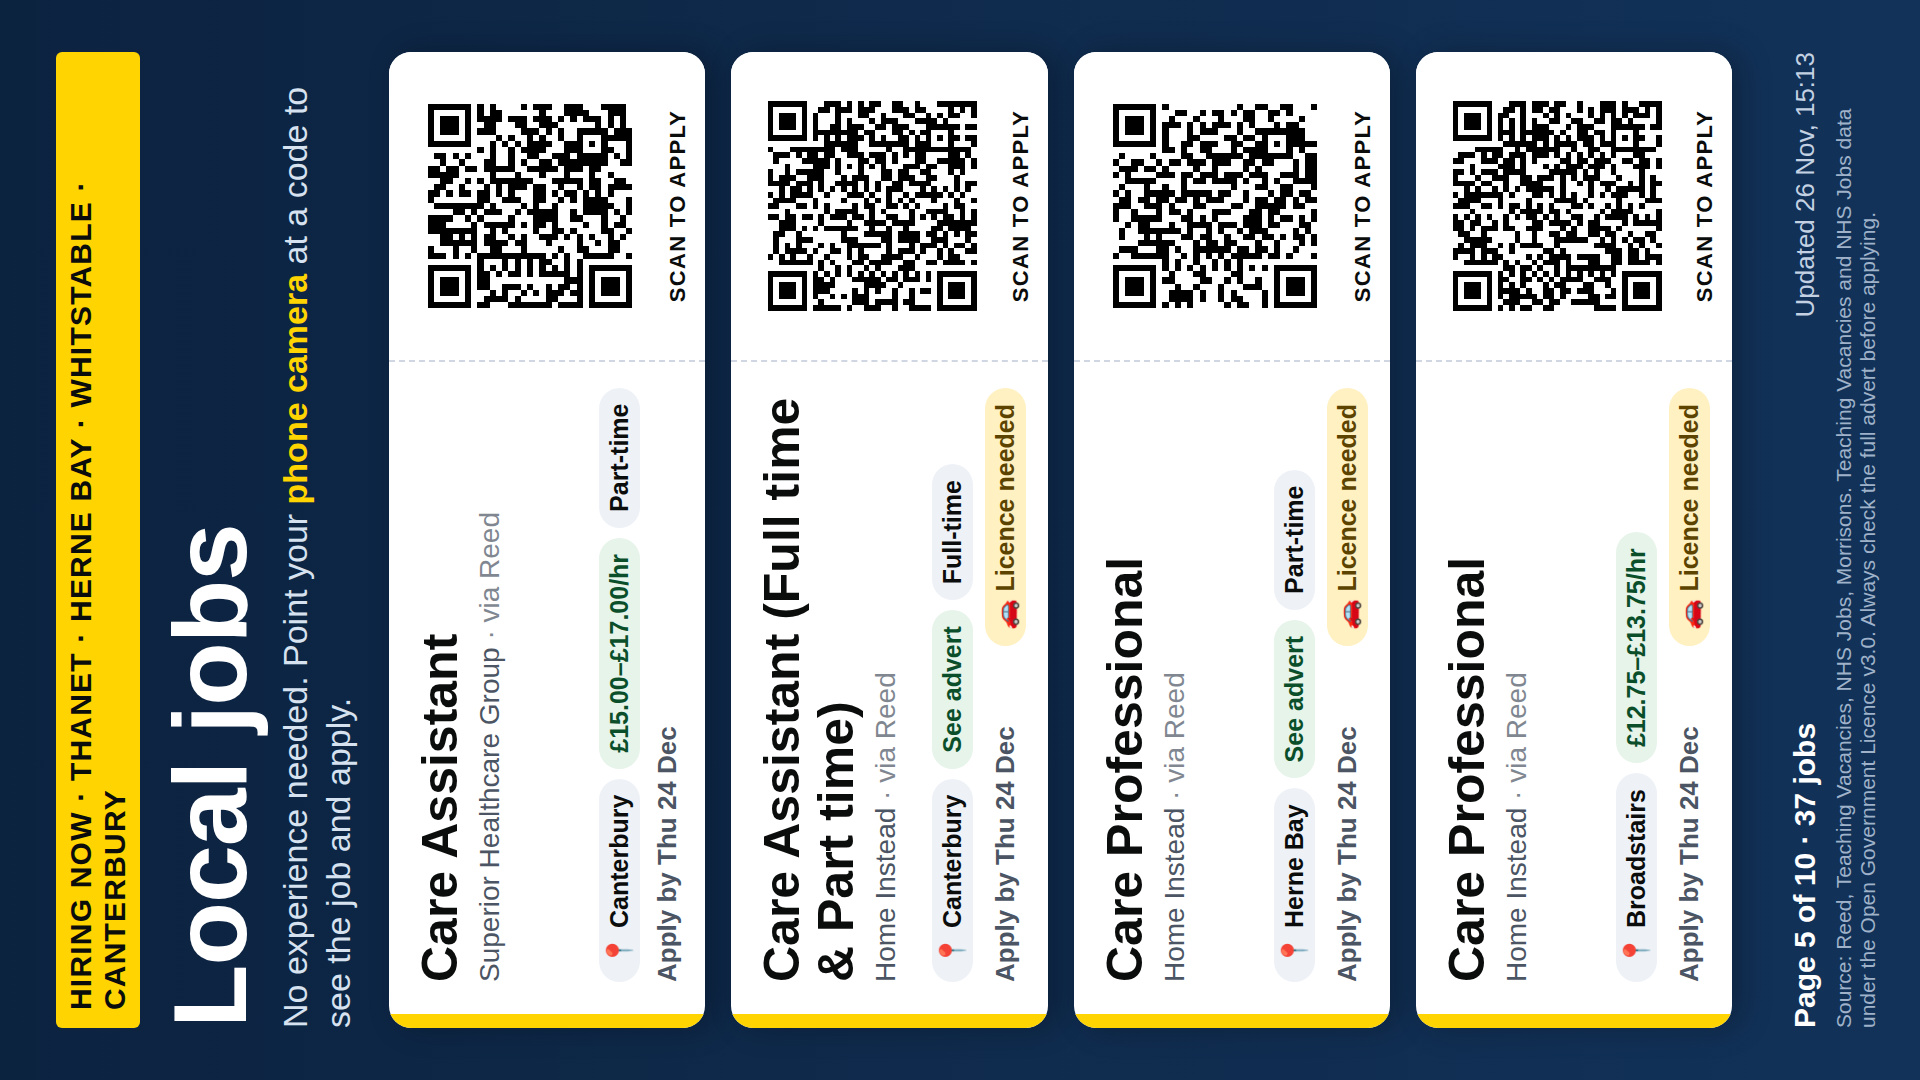 HIRING NOW · THANET · HERNE BAY · WHITSTABLE ·
CANTERBURY
Local jobs
No experience needed. Point your phone camera at a code to
see the job and apply.
Care Assistant
Superior Healthcare Group · via Reed
📍 Canterbury £15.00–£17.00/hr Part-time
Apply by Thu 24 Dec
SCAN TO APPLY
Care Assistant (Full time
& Part time)
Home Instead · via Reed
📍 Canterbury See advert Full-time
Apply by Thu 24 Dec 🚗 Licence needed
SCAN TO APPLY
Care Professional
Home Instead · via Reed
📍 Herne Bay See advert Part-time
Apply by Thu 24 Dec 🚗 Licence needed
SCAN TO APPLY
Care Professional
Home Instead · via Reed
📍 Broadstairs £12.75–£13.75/hr
Apply by Thu 24 Dec 🚗 Licence needed
SCAN TO APPLY
Page 5 of 10 · 37 jobs Updated 26 Nov, 15:13
Source: Reed, Teaching Vacancies, NHS Jobs, Morrisons. Teaching Vacancies and NHS Jobs data
under the Open Government Licence v3.0. Always check the full advert before applying.